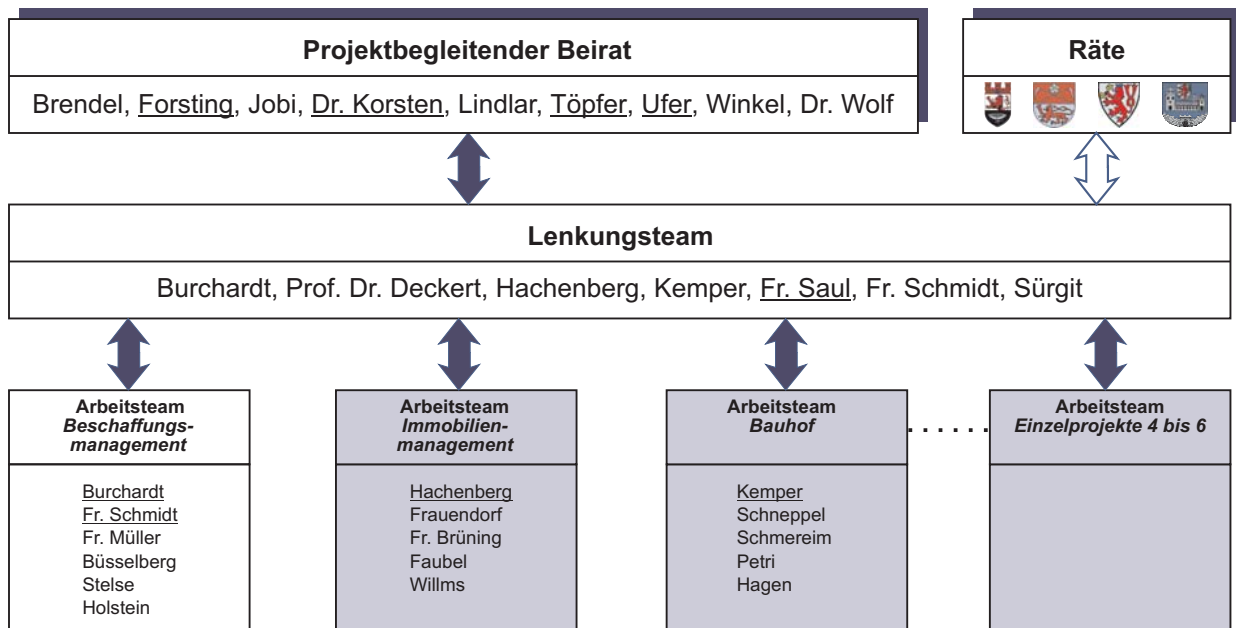 Projektbegleitender Beirat
Brendel, Forsting, Jobi, Dr. Korsten, Lindlar, Töpfer, Ufer, Winkel, Dr. Wolf
Räte
Lenkungsteam
Burchardt, Prof. Dr. Deckert, Hachenberg, Kemper, Fr. Saul, Fr. Schmidt, Sürgit
Arbeitsteam
Beschaffungs-
management
Burchardt
Fr. Schmidt
Fr. Müller
Büsselberg
Stelse
Holstein
Arbeitsteam
Immobilien-
management
Hachenberg
Frauendorf
Fr. Brüning
Faubel
Willms
Arbeitsteam
Bauhof
Kemper
Schneppel
Schmereim
Petri
Hagen
. . . . . .
Arbeitsteam
Einzelprojekte 4 bis 6